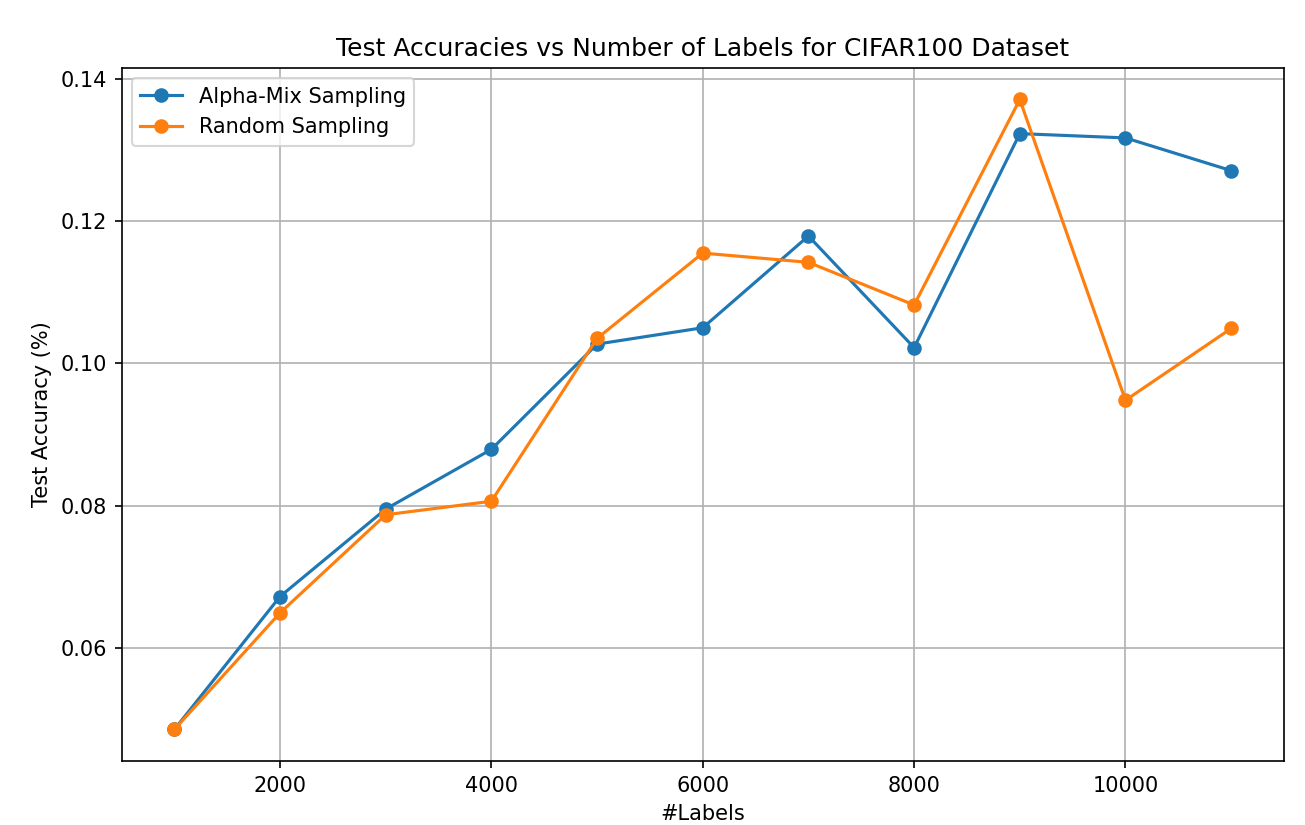 Test Accuracies vs Number of Labels for CIFAR100 Dataset
Alpha-Mix Sampling
Random Sampling
Test Accuracy (%)
0.14
0.12
0.10
0.08
0.06
2000 4000 6000 8000 10000
#Labels